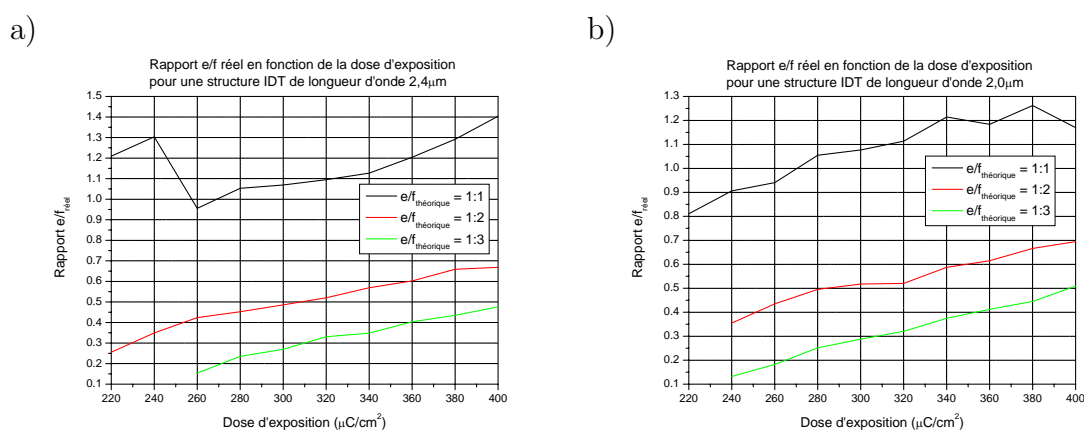 a)
Rapport e/f réel en fonction de la dose d'exposition
pour une structure IDT de longueur d'onde 2,4μm
1.5
1.4
1.3
1.2
1.1
1.0
0.9
0.8
0.7
0.6
0.5
0.4
0.3
0.2
0.1
Rapport e/f réel
e/f théorique = 1:1
e/f théorique = 1:2
e/f théorique = 1:3
220 240 260 280 300 320 340 360 380 400
Dose d'exposition (μC/cm²)
b)
Rapport e/f réel en fonction de la dose d'exposition
pour une structure IDT de longueur d'onde 2,0μm
1.3
1.2
1.1
1.0
0.9
0.8
0.7
0.6
0.5
0.4
0.3
0.2
0.1
Rapport e/f réel
e/f théorique = 1:1
e/f théorique = 1:2
e/f théorique = 1:3
220 240 260 280 300 320 340 360 380 400
Dose d'exposition (μC/cm²)